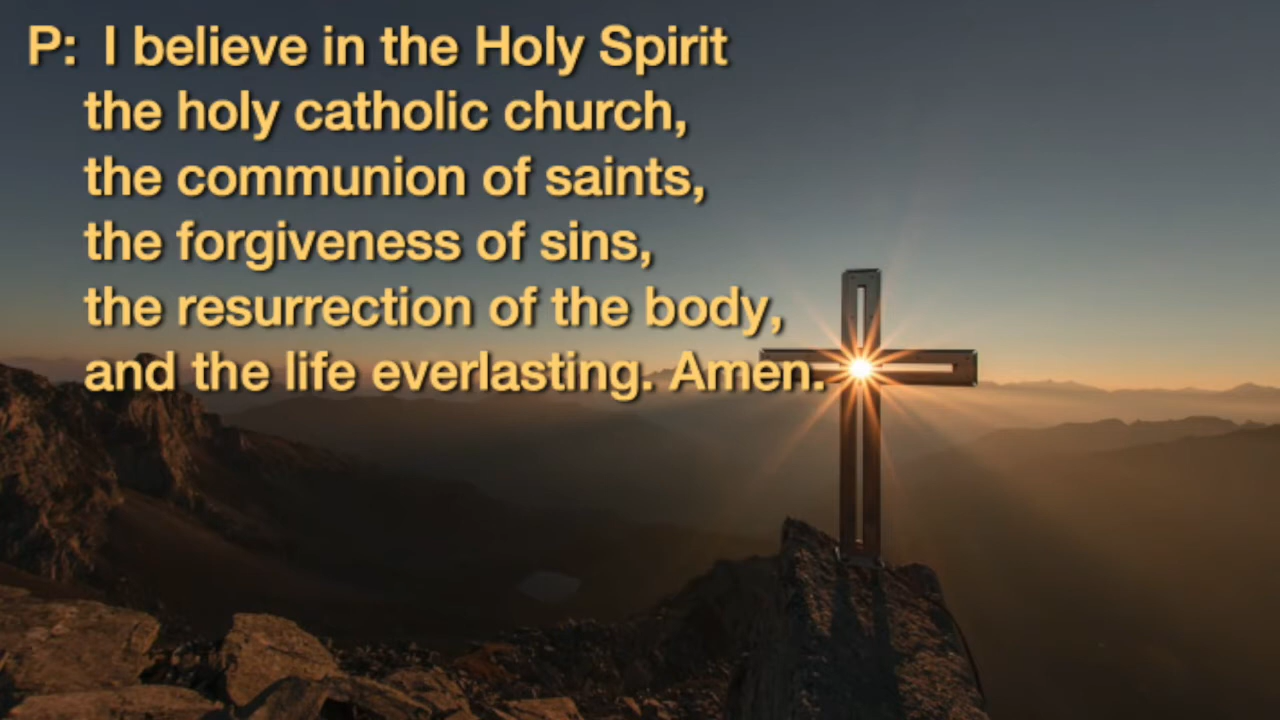 P: I believe in the Holy Spirit
the holy catholic church,
the communion of saints,
the forgiveness of sins,
the resurrection of the body,
and the life everlasting. Amen.